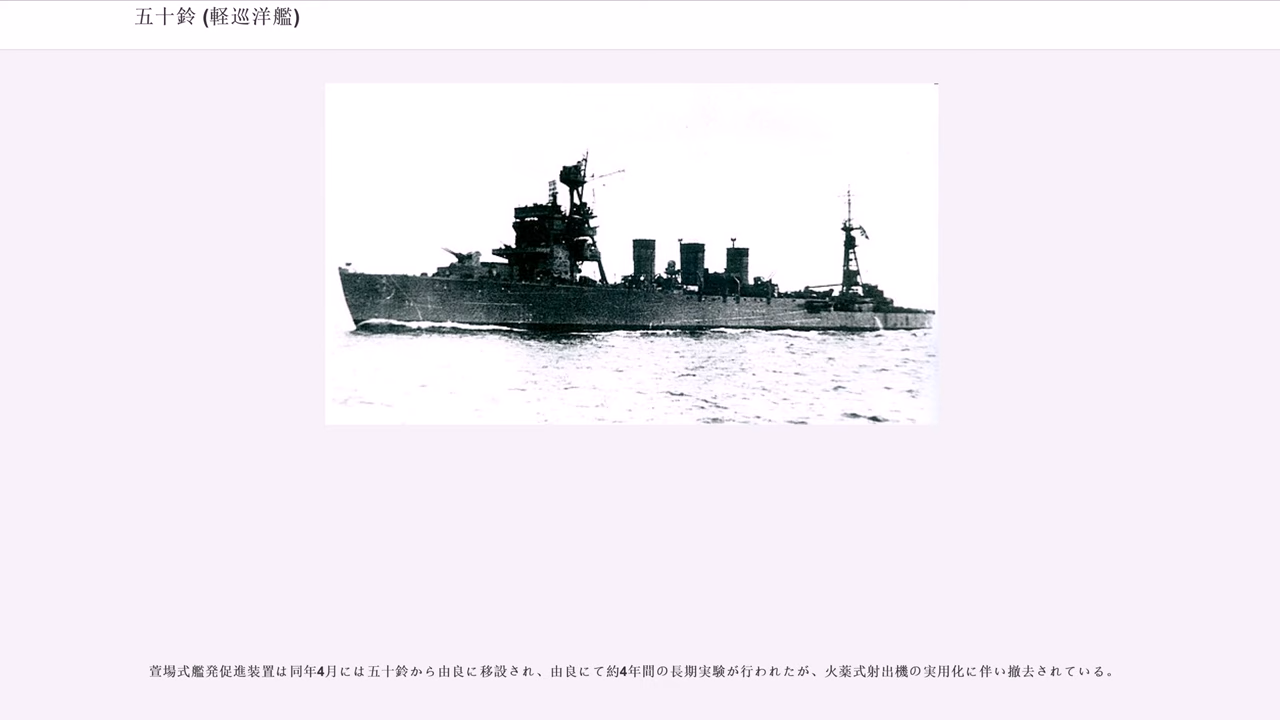 五十鈴 (軽巡洋艦)
萱場式艦発促進装置は同年4月には五十鈴から由良に移設され、由良にて約4年間の長期実験が行われたが、火薬式射出機の実用化に伴い撤去されている。